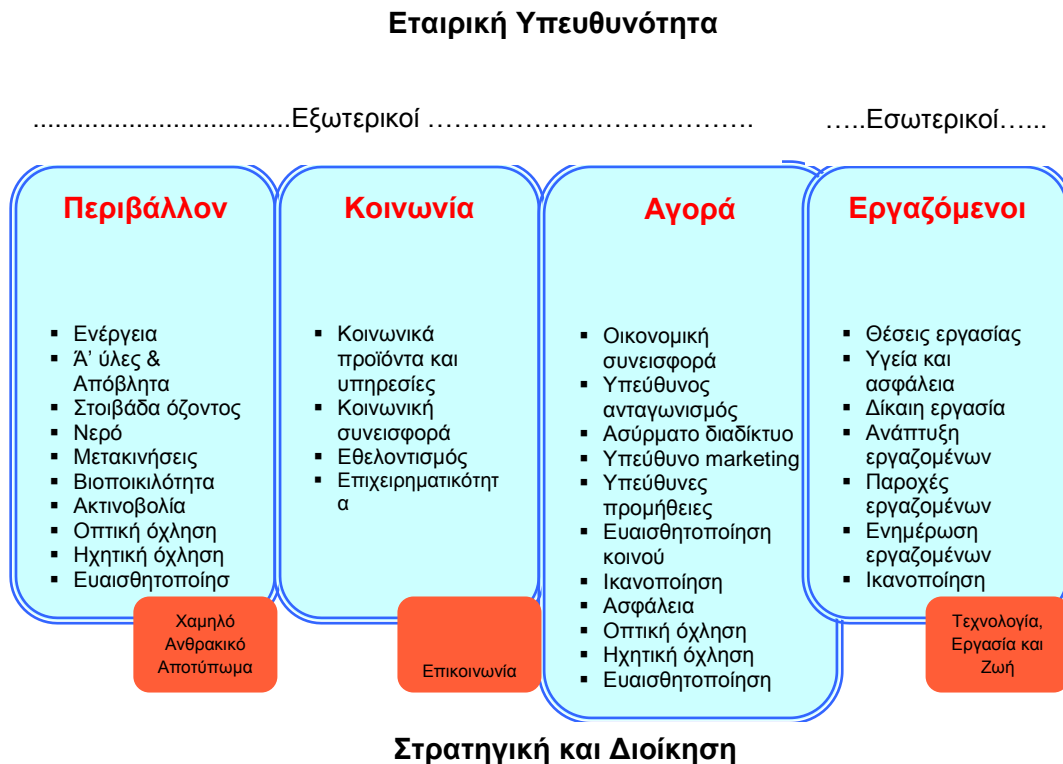 Εταιρική Υπευθυνότητα
...................................Εξωτερικοί ……………………………….
…..Εσωτερικοί…...
Περιβάλλον
▪ Ενέργεια
▪ Ά' ύλες &
Απόβλητα
▪ Στοιβάδα όζοντος
▪ Νερό
▪ Μετακινήσεις
▪ Βιοποικιλότητα
▪ Ακτινοβολία
▪ Οπτική όχληση
▪ Ηχητική όχληση
▪ Ευαισθητοποίησ
Χαμηλό
Ανθρακικό
Αποτύπωμα
Κοινωνία
▪ Κοινωνικά
προϊόντα και
υπηρεσίες
▪ Κοινωνική
συνεισφορά
▪ Εθελοντισμός
▪ Επιχειρηματικότητ
α
Επικοινωνία
Αγορά
▪ Οικονομική
συνεισφορά
▪ Υπεύθυνος
ανταγωνισμός
▪ Ασύρματο διαδίκτυο
▪ Υπεύθυνο marketing
▪ Υπεύθυνες
προμήθειες
▪ Ευαισθητοποίηση
κοινού
▪ Ικανοποίηση
▪ Ασφάλεια
▪ Οπτική όχληση
▪ Ηχητική όχληση
▪ Ευαισθητοποίηση
Εργαζόμενοι
▪ Θέσεις εργασίας
▪ Υγεία και
ασφάλεια
▪ Δίκαιη εργασία
▪ Ανάπτυξη
εργαζομένων
▪ Παροχές
εργαζομένων
▪ Ενημέρωση
εργαζομένων
▪ Ικανοποίηση
Τεχνολογία,
Εργασία και
Ζωή
Στρατηγική και Διοίκηση